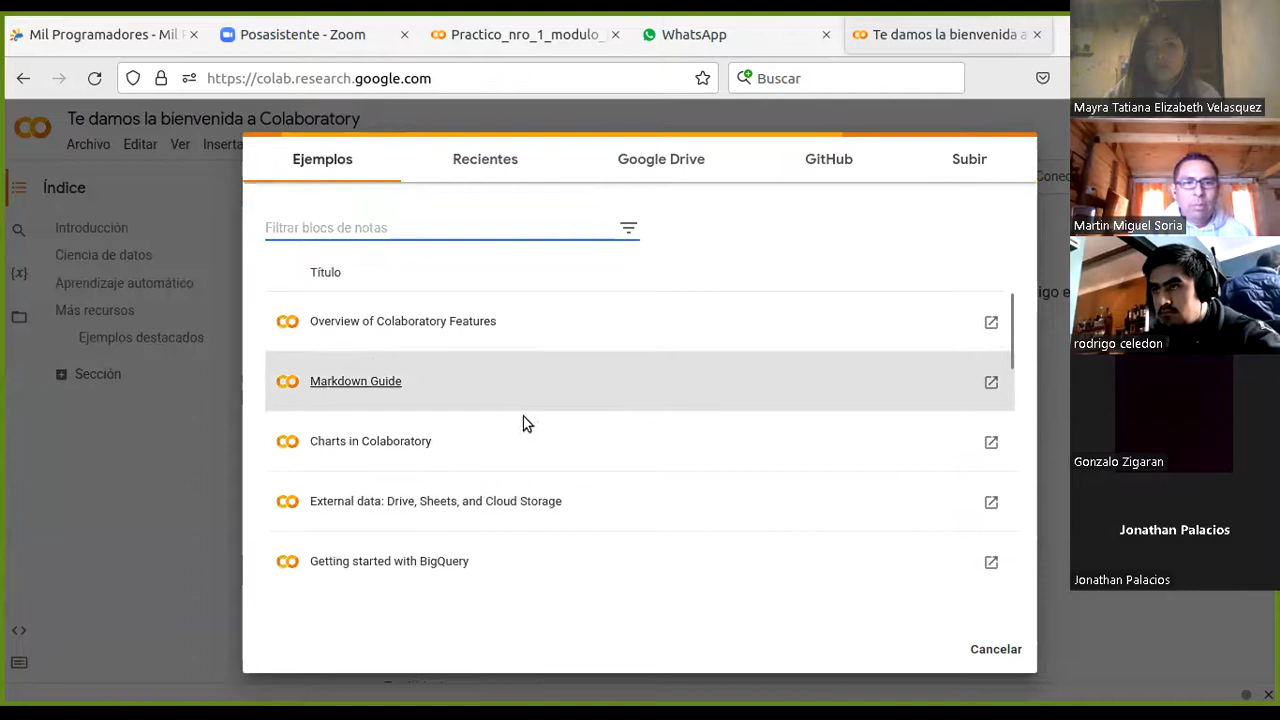 Mil Programadores - Mil
Posasistente - Zoom
Practico_nro_1_modulo_
WhatsApp
Te damos la bienvenida a
https://colab.research.google.com
Buscar
Te damos la bienvenida a Colaboratory
Archivo Editar Ver Inserta
Índice
Introducción
Ciencia de datos
Aprendizaje automático
Más recursos
Ejemplos destacados
Sección
Ejemplos
Recientes
Google Drive
GitHub
Subir
Filtrar blocs de notas
Título
Overview of Colaboratory Features
Markdown Guide
Charts in Colaboratory
External data: Drive, Sheets, and Cloud Storage
Getting started with BigQuery
Cancelar
Mayra Tatiana Elizabeth Velasquez
Martin Miguel Soria
rodrigo celedon
Gonzalo Zigaran
Jonathan Palacios
Jonathan Palacios